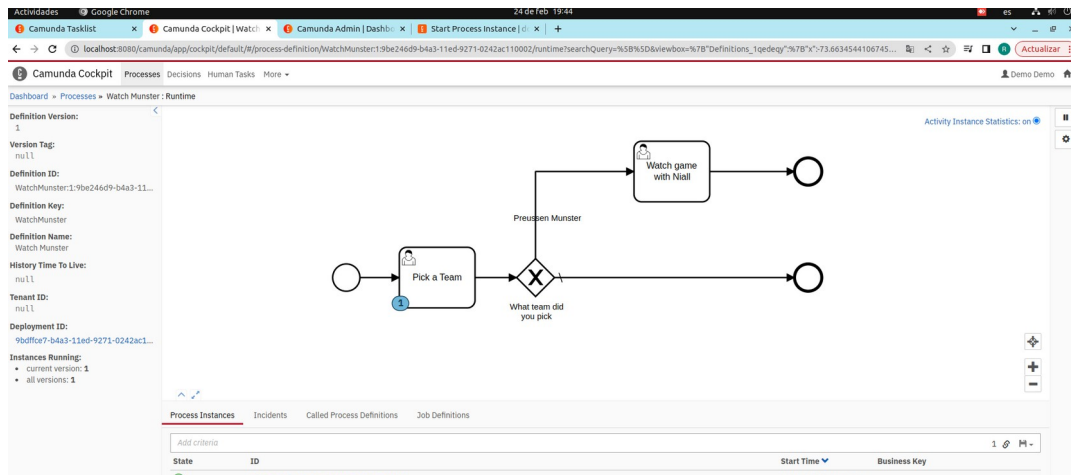 Actividades
Google Chrome
24 de feb 19:44
es
Camunda Tasklist
Camunda Cockpit | Watch
Camunda Admin | Dashbo
Start Process Instance | do
localhost:8080/camunda/app/cockpit/default/#/process-definition/WatchMunster:1:9be246d9-b4a3-11ed-9271-0242ac110002/runtime?searchQuery=%5B%5D&viewbox=%7B"Definitions_1qedeqy":%7B"x":-73.6634544106745...
R
Actualizar
Camunda Cockpit
Processes Decisions Human Tasks More
Demo Demo
Dashboard » Processes » Watch Munster : Runtime
Definition Version:
1
Version Tag:
null
Definition ID:
WatchMunster:1:9be246d9-b4a3-11...
Definition Key:
WatchMunster
Definition Name:
Watch Munster
History Time To Live:
null
Tenant ID:
null
Deployment ID:
9bdffce7-b4a3-11ed-9271-0242ac1...
Instances Running:
current version: 1
all versions: 1
Activity Instance Statistics: on
Watch game
with Niall
Preussen Munster
Pick a Team
1
What team did
you pick
Process Instances Incidents Called Process Definitions Job Definitions
Add criteria
1
State ID Start Time Business Key